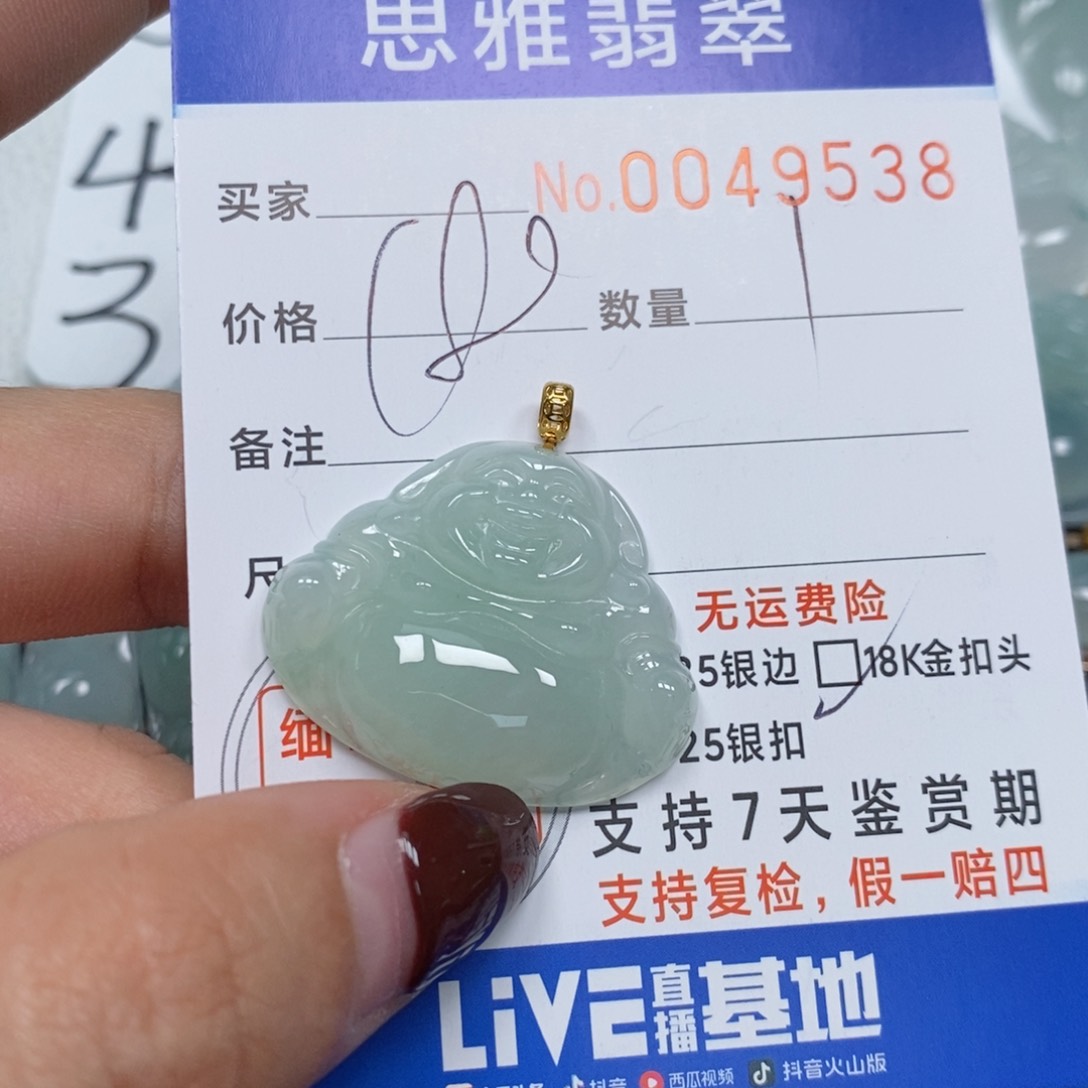 思雅翡翠
4
3
买家 No.0049538
价格 数量 1
备注
尺
无运费险
5银边 □18K金扣头
缅
25银扣
支持7天鉴赏期
支持复检，假一赔四
LiVE直播基地
抖音 西瓜视频 抖音火山版